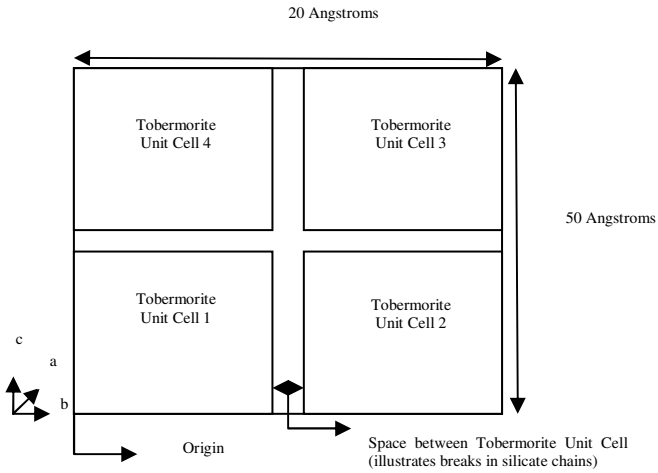 20 Angstroms
Tobermorite
Unit Cell 4
Tobermorite
Unit Cell 3
50 Angstroms
Tobermorite
Unit Cell 1
Tobermorite
Unit Cell 2
c
a
b
Origin
Space between Tobermorite Unit Cell
(illustrates breaks in silicate chains)